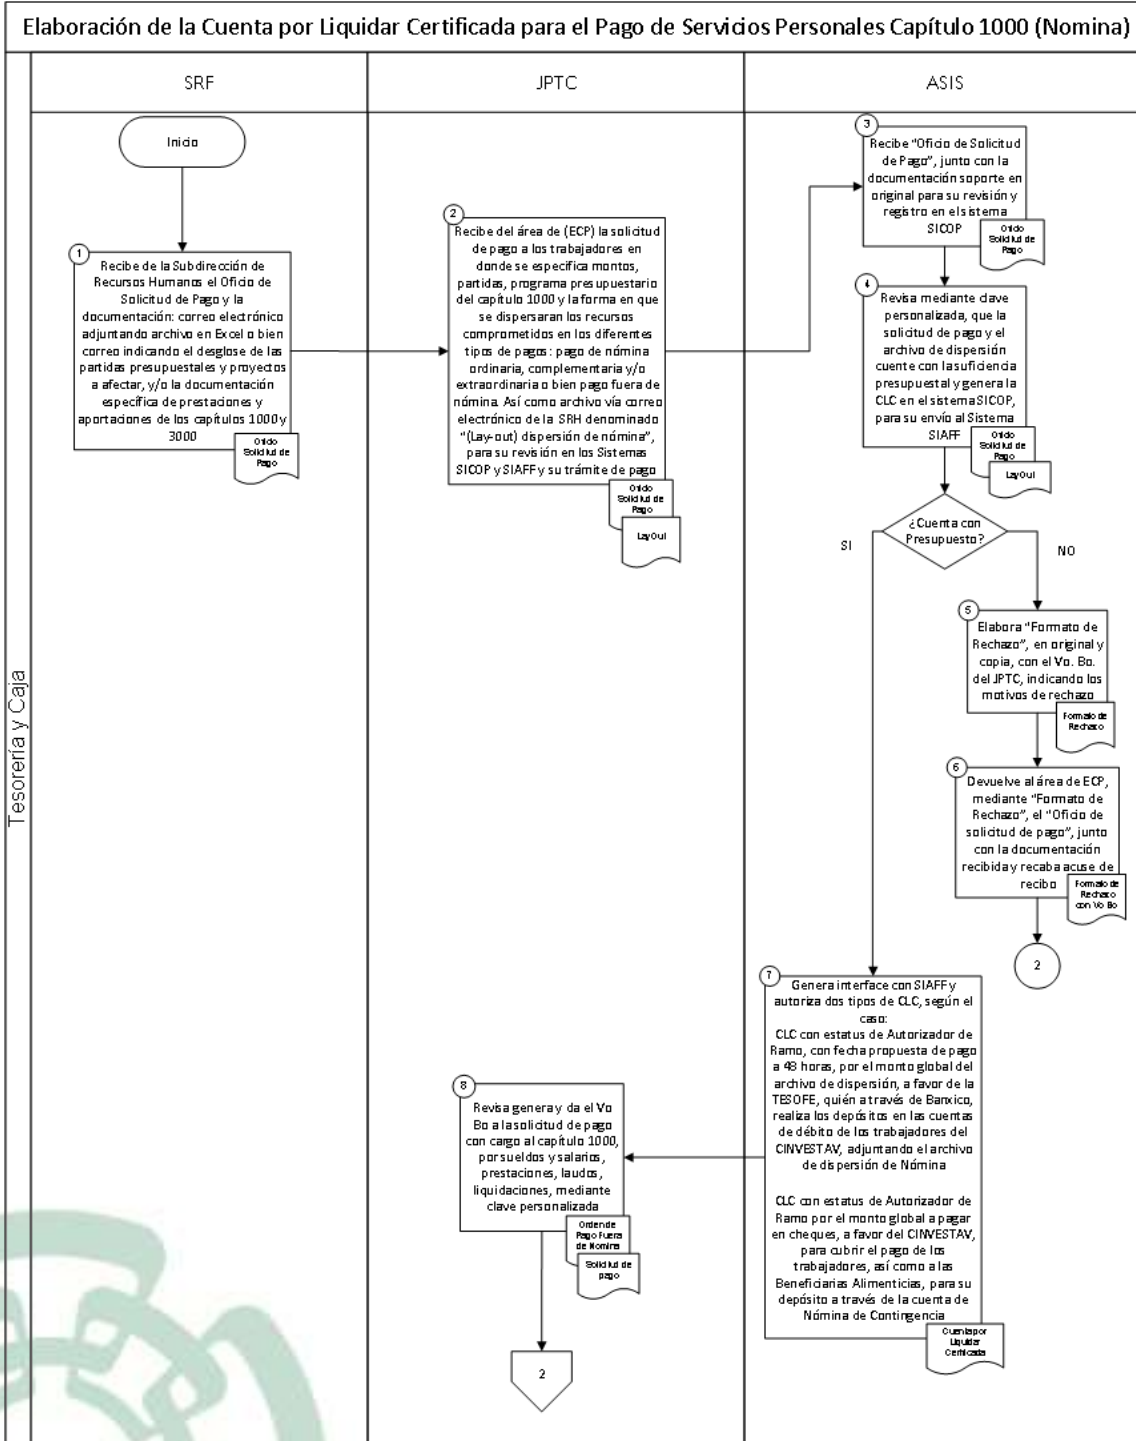 Elaboración de la Cuenta por Liquidar Certificada para el Pago de Servicios Personales Capítulo 1000 (Nomina)
SRF
JPTC
ASIS
Tesorería y Caja
Inicio
1
Recibe de la Subdirección de
Recursos Humanos el Oficio de
Solicitud de Pago y la
documentación: correo electrónico
adjuntando archivo en Excel o bien
correo indicando el desglose de las
partidas presupuestales y proyectos
a afectar, y/o la documentación
específica de prestaciones y
aportaciones de los capítulos 1000 y
3000
Oficio
Solicitud de
Pago
2
Recibe del área de (ECP) la solicitud
de pago a los trabajadores en
donde se especifica montos,
partidas, programa presupuestario
del capítulo 1000 y la forma en que
se dispersaran los recursos
comprometidos en los diferentes
tipos de pagos: pago de nómina
ordinaria, complementaria y/o
extraordinaria o bien pago fuera de
nómina. Así como archivo vía correo
electrónico de la SRH denominado
"(Lay-out) dispersión de nómina",
para su revisión en los Sistemas
SICOP y SIAFF y su trámite de pago
Oficio
Solicitud de
Pago
LayOut
3
Recibe "Oficio de Solicitud
de Pago", junto con la
documentación soporte en
original para su revisión y
registro en el sistema
SICOP
Oficio
Solicitud de
Pago
4
Revisa mediante clave
personalizada, que la
solicitud de pago y el
archivo de dispersión
cuente con la suficiencia
presupuestal y genera la
CLC en el sistema SICOP,
para su envío al Sistema
SIAFF
Oficio
Solicitud de
Pago
LayOut
¿Cuenta con
Presupuesto?
SI
NO
5
Elabora "Formato de
Rechazo", en original y
copia, con el Vo. Bo.
del JPTC, indicando los
motivos de rechazo
Formato de
Rechazo
6
Devuelve al área de ECP,
mediante "Formato de
Rechazo", el "Oficio de
solicitud de pago", junto
con la documentación
recibida y recaba acuse de
recibo
Formato de
Rechazo
con Vo Bo
2
7
Genera interface con SIAFF y
autoriza dos tipos de CLC, según el
caso:
CLC con estatus de Autorizador de
Ramo, con fecha propuesta de pago
a 48 horas, por el monto global del
archivo de dispersión, a favor de la
TESOFE, quién a través de Banxico,
realiza los depósitos en las cuentas
de débito de los trabajadores del
CINVESTAV, adjuntando el archivo
de dispersión de Nómina
CLC con estatus de Autorizador de
Ramo por el monto global a pagar
en cheques, a favor del CINVESTAV,
para cubrir el pago de los
trabajadores, así como a las
Beneficiarias Alimenticias, para su
depósito a través de la cuenta de
Nómina de Contingencia
Cuenta por
Liquidar
Certificada
8
Revisa genera y da el Vo
Bo a la solicitud de pago
con cargo al capítulo 1000,
por sueldos y salarios,
prestaciones, laudos,
liquidaciones, mediante
clave personalizada
Orden de
Pago Fuera
de Nomina
Solicitud de
pago
2